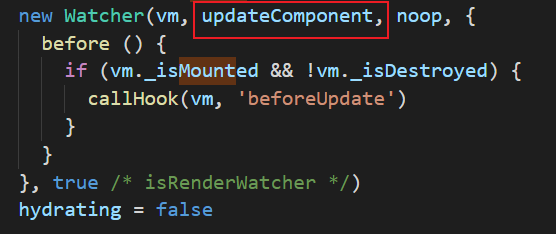 new Watcher(vm, updateComponent, noop, {
before () {
if (vm._isMounted && !vm._isDestroyed) {
callHook(vm, 'beforeUpdate')
}
}
}, true /* isRenderWatcher */)
hydrating = false